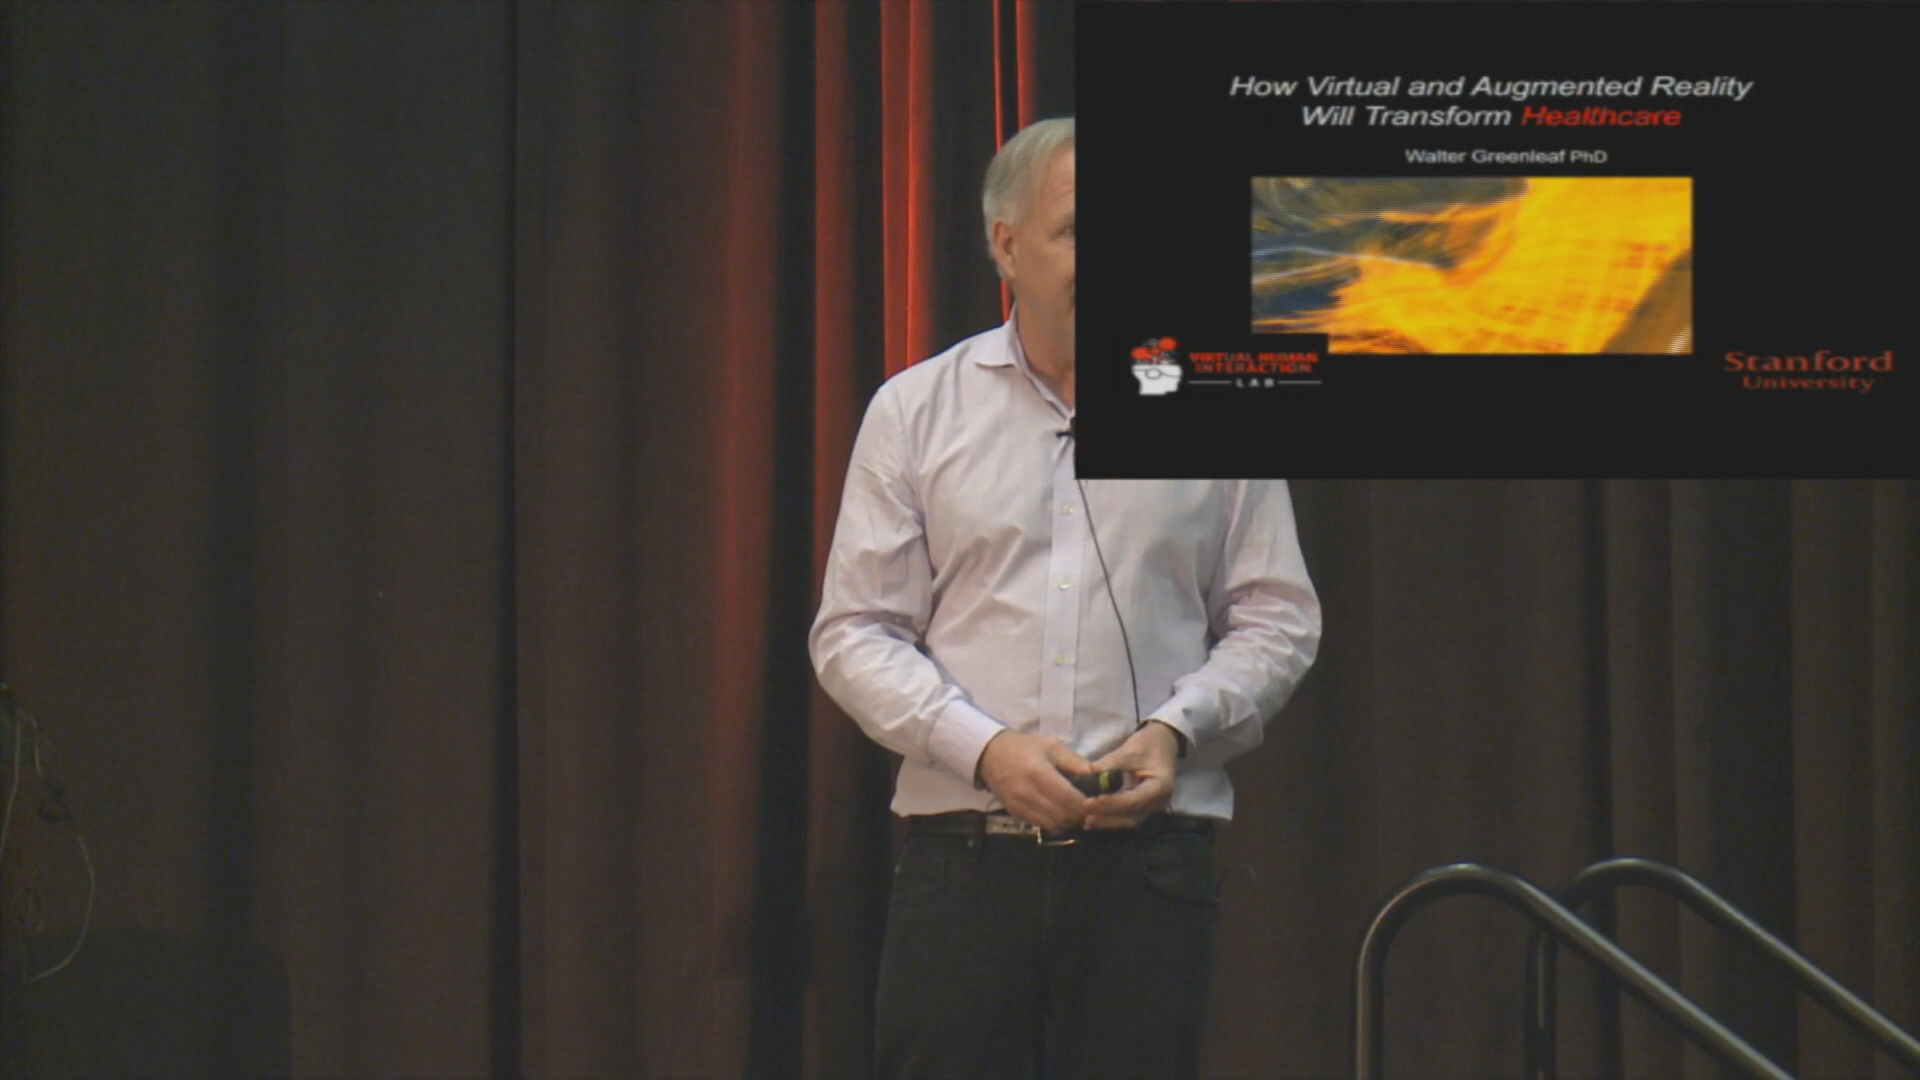 How Virtual and Augmented Reality
Will Transform Healthcare
Walter Greenleaf PhD
VIRTUAL HUMAN
INTERACTION
LAB
Stanford
University